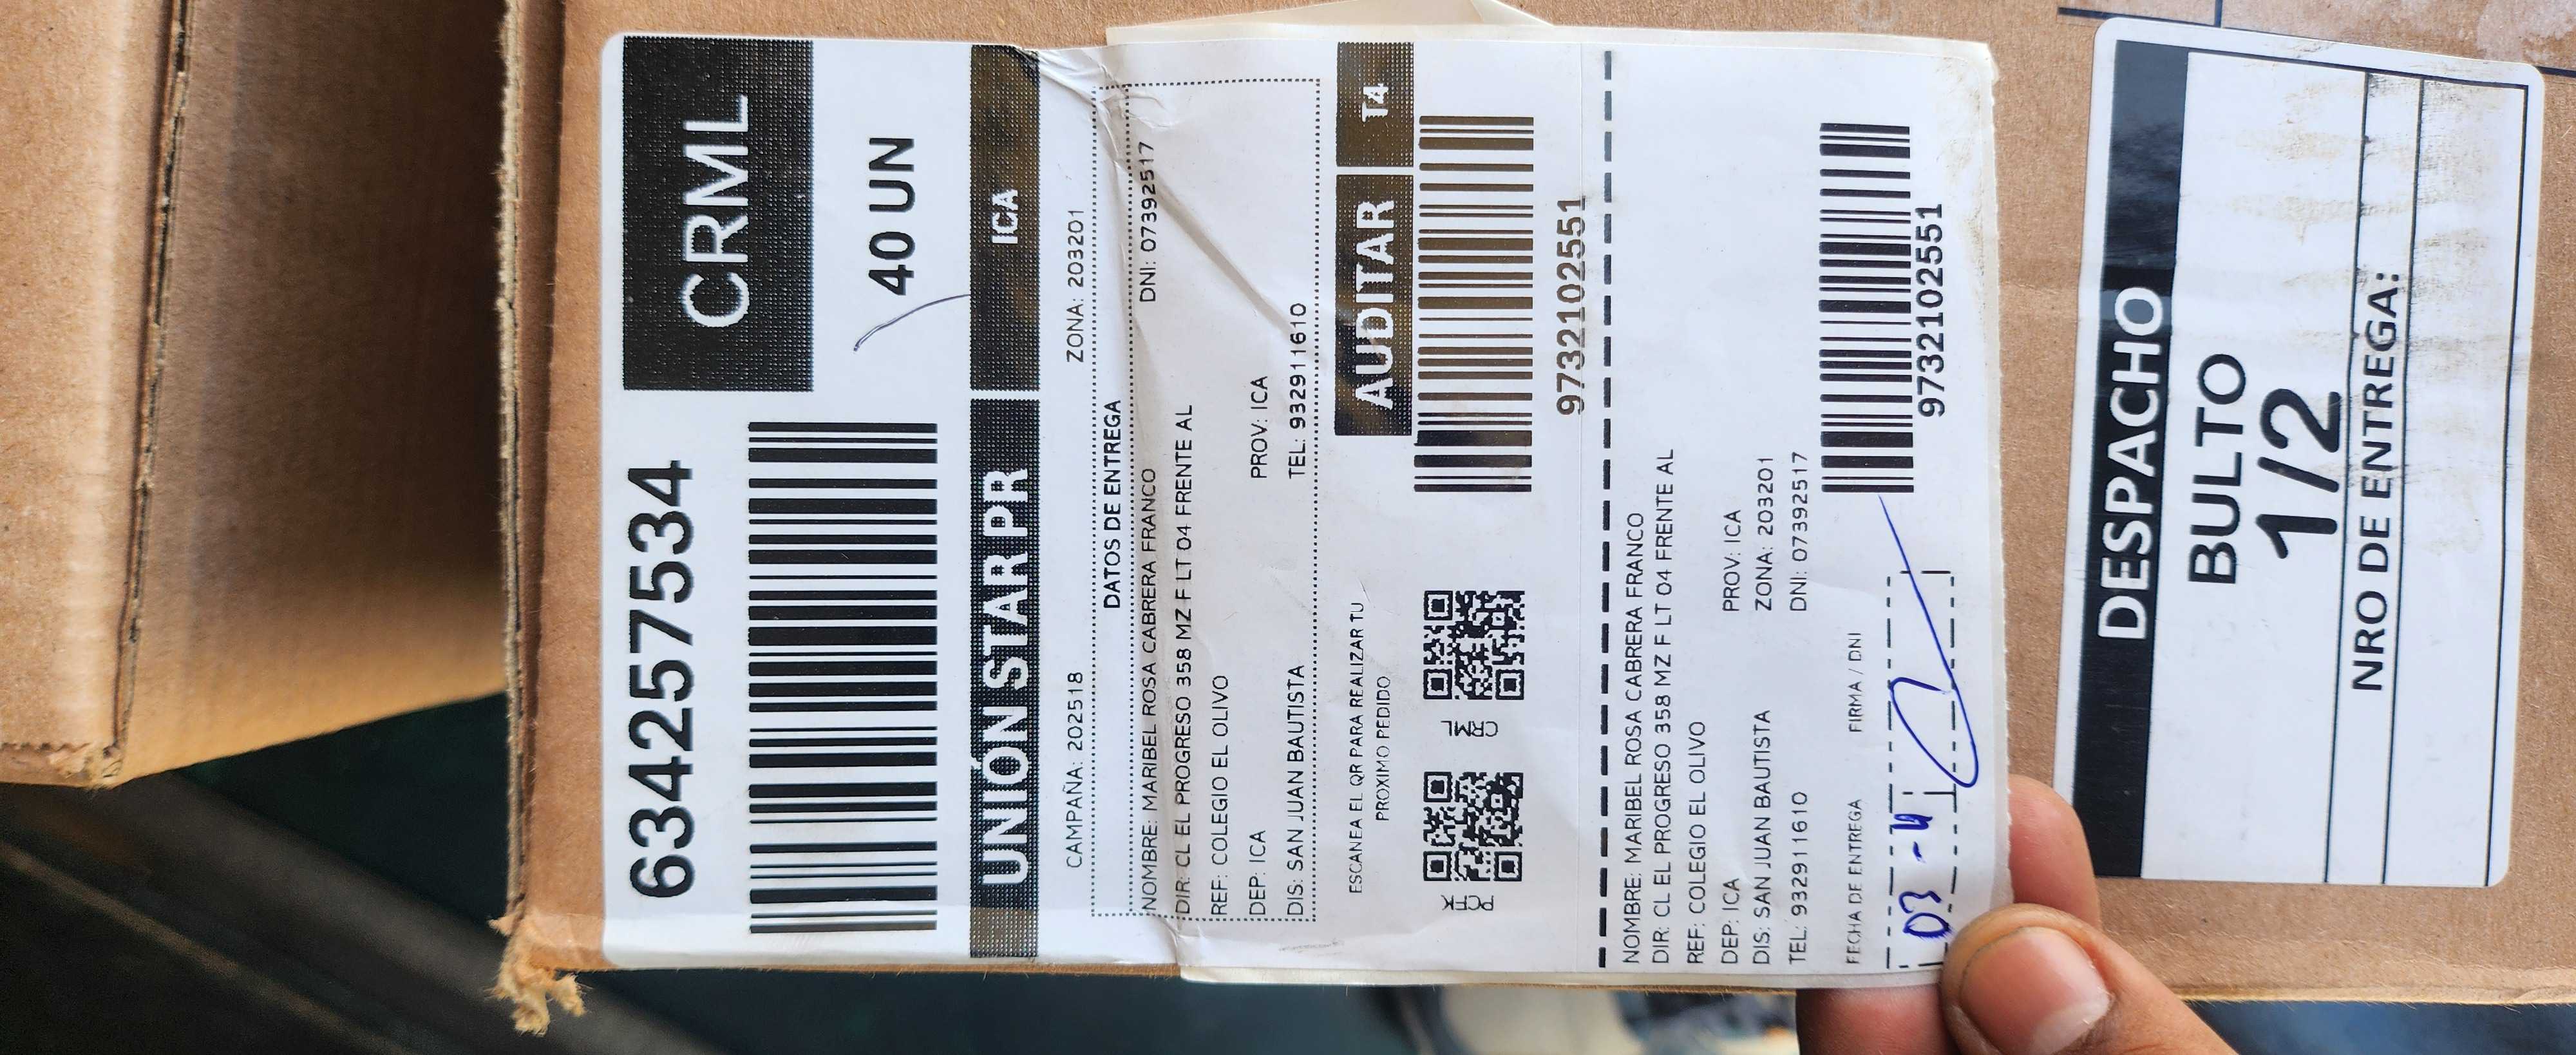 6342577534
CRML
40 UN
UNIÓN STAR PR
ICA
CAMPAÑA: 202518 ZONA: 203201
DATOS DE ENTREGA
NOMBRE: MARIBEL ROSA CABRERA FRANCO DNI: 07392517
DIR: CL EL PROGRESO 358 MZ F LT 04 FRENTE AL
REF: COLEGIO EL OLIVO
DEP: ICA PROV: ICA
DIS: SAN JUAN BAUTISTA TEL: 932911610
AUDITAR T4
ESCANEA EL QR PARA REALIZAR TU
PROXIMO PEDIDO
CRML
9732102551
NOMBRE: MARIBEL ROSA CABRERA FRANCO
DIR: CL EL PROGRESO 358 MZ F LT 04 FRENTE AL
REF: COLEGIO EL OLIVO
DEP: ICA PROV: ICA
DIS: SAN JUAN BAUTISTA ZONA: 203201
TEL: 932911610 DNI: 07392517
FECHA DE ENTREGA FIRMA / DNI
9732102551
DESPACHO
BULTO
1/2
NRO DE ENTREGA: